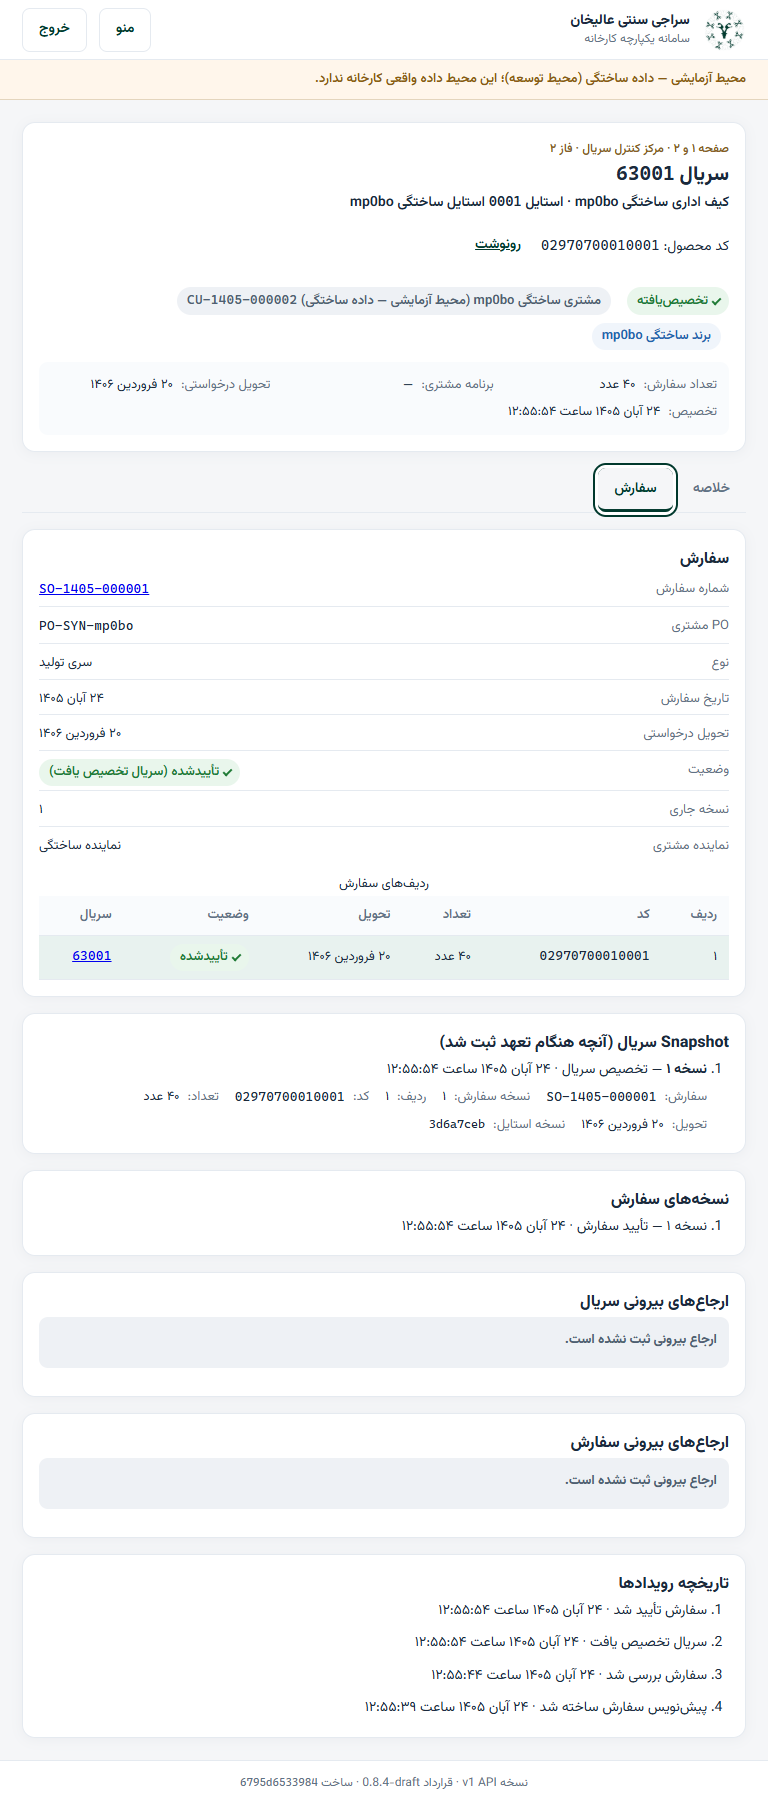 سراجی سنتی عالیخان
سامانه یکپارچه کارخانه
منو
خروج
محیط آزمایشی — داده ساختگی (محیط توسعه)؛ این محیط داده واقعی کارخانه ندارد.
صفحه ۱ و ۲ · مرکز کنترل سریال · فاز ۲
سریال 63001
کیف اداری ساختگی mp0bo · استایل 0001 استایل ساختگی mp0bo
کد محصول: 02970700010001 رونوشت
✓ تخصیص‌یافته
مشتری ساختگی mp0bo (محیط آزمایشی — داده ساختگی) CU-1405-000002
برند ساختگی mp0bo
تعداد سفارش: ۴۰ عدد برنامه مشتری: — تحویل درخواستی: ۲۰ فروردین ۱۴۰۶
تخصیص: ۲۴ آبان ۱۴۰۵ ساعت ۱۲:۵۵:۵۴
خلاصه
سفارش
سفارش
شماره سفارش SO-1405-000001
PO مشتری PO-SYN-mp0bo
نوع سری تولید
تاریخ سفارش ۲۴ آبان ۱۴۰۵
تحویل درخواستی ۲۰ فروردین ۱۴۰۶
وضعیت ✓ تأییدشده (سریال تخصیص یافت)
نسخه جاری ۱
نماینده مشتری نماینده ساختگی
ردیف‌های سفارش
ردیف کد تعداد تحویل وضعیت سریال
۱ 02970700010001 ۴۰ عدد ۲۰ فروردین ۱۴۰۶ ✓ تأییدشده 63001
Snapshot سریال (آنچه هنگام تعهد ثبت شد)
1. نسخه ۱ — تخصیص سریال · ۲۴ آبان ۱۴۰۵ ساعت ۱۲:۵۵:۵۴
سفارش: SO-1405-000001 نسخه سفارش: ۱ ردیف: ۱ کد: 02970700010001 تعداد: ۴۰ عدد
تحویل: ۲۰ فروردین ۱۴۰۶ نسخه استایل: 3d6a7ceb
نسخه‌های سفارش
1. نسخه ۱ — تأیید سفارش · ۲۴ آبان ۱۴۰۵ ساعت ۱۲:۵۵:۵۴
ارجاع‌های بیرونی سریال
ارجاع بیرونی ثبت نشده است.
ارجاع‌های بیرونی سفارش
ارجاع بیرونی ثبت نشده است.
تاریخچه رویدادها
1. سفارش تأیید شد · ۲۴ آبان ۱۴۰۵ ساعت ۱۲:۵۵:۵۴
2. سریال تخصیص یافت · ۲۴ آبان ۱۴۰۵ ساعت ۱۲:۵۵:۵۴
3. سفارش بررسی شد · ۲۴ آبان ۱۴۰۵ ساعت ۱۲:۵۵:۴۴
4. پیش‌نویس سفارش ساخته شد · ۲۴ آبان ۱۴۰۵ ساعت ۱۲:۵۵:۳۹
نسخه v1 API · قرارداد 0.8.4-draft · ساخت 6795d6533984